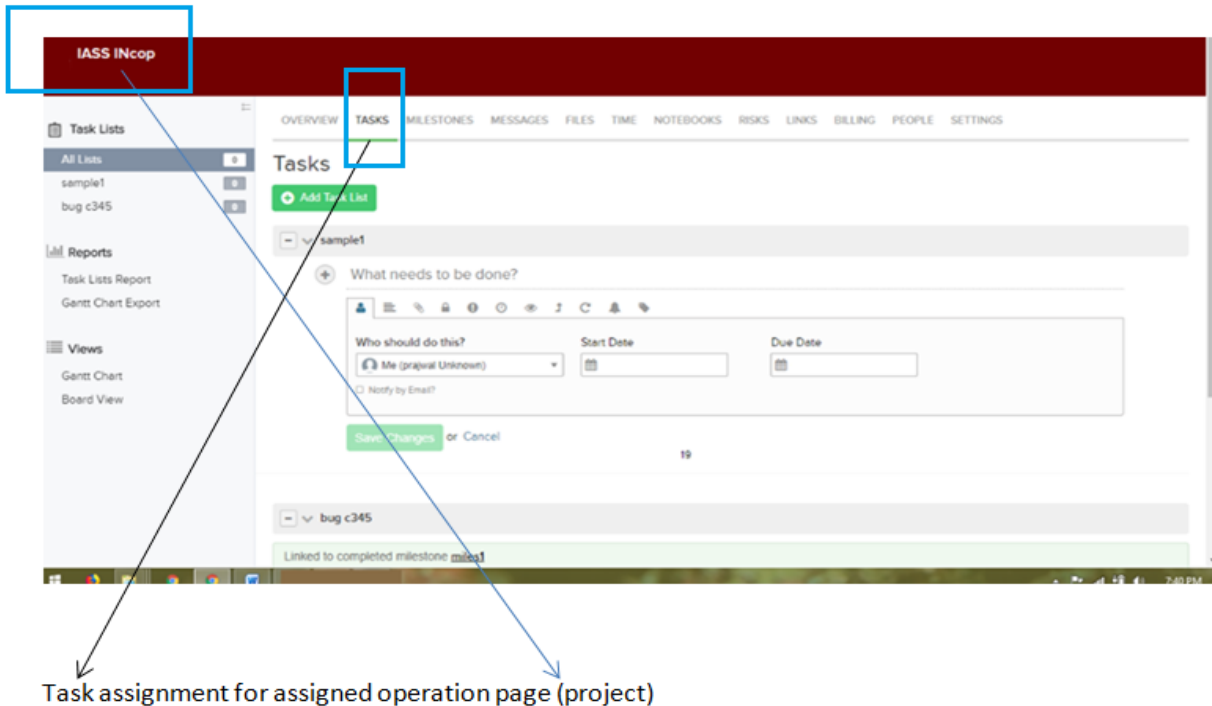 IASS INcop
Task Lists
All Lists 0
sample1 0
bug c345 0
Reports
Task Lists Report
Gantt Chart Export
Views
Gantt Chart
Board View
OVERVIEW TASKS MILESTONES MESSAGES FILES TIME NOTEBOOKS RISKS LINKS BILLING PEOPLE SETTINGS
Tasks
Add Task List
sample1
What needs to be done?
Who should do this? Start Date Due Date
Me (prajwal Unknown)
Notify by Email?
Save Changes or Cancel
19
bug c345
Linked to completed milestone miles1
7:40 PM
Task assignment for assigned operation page (project)